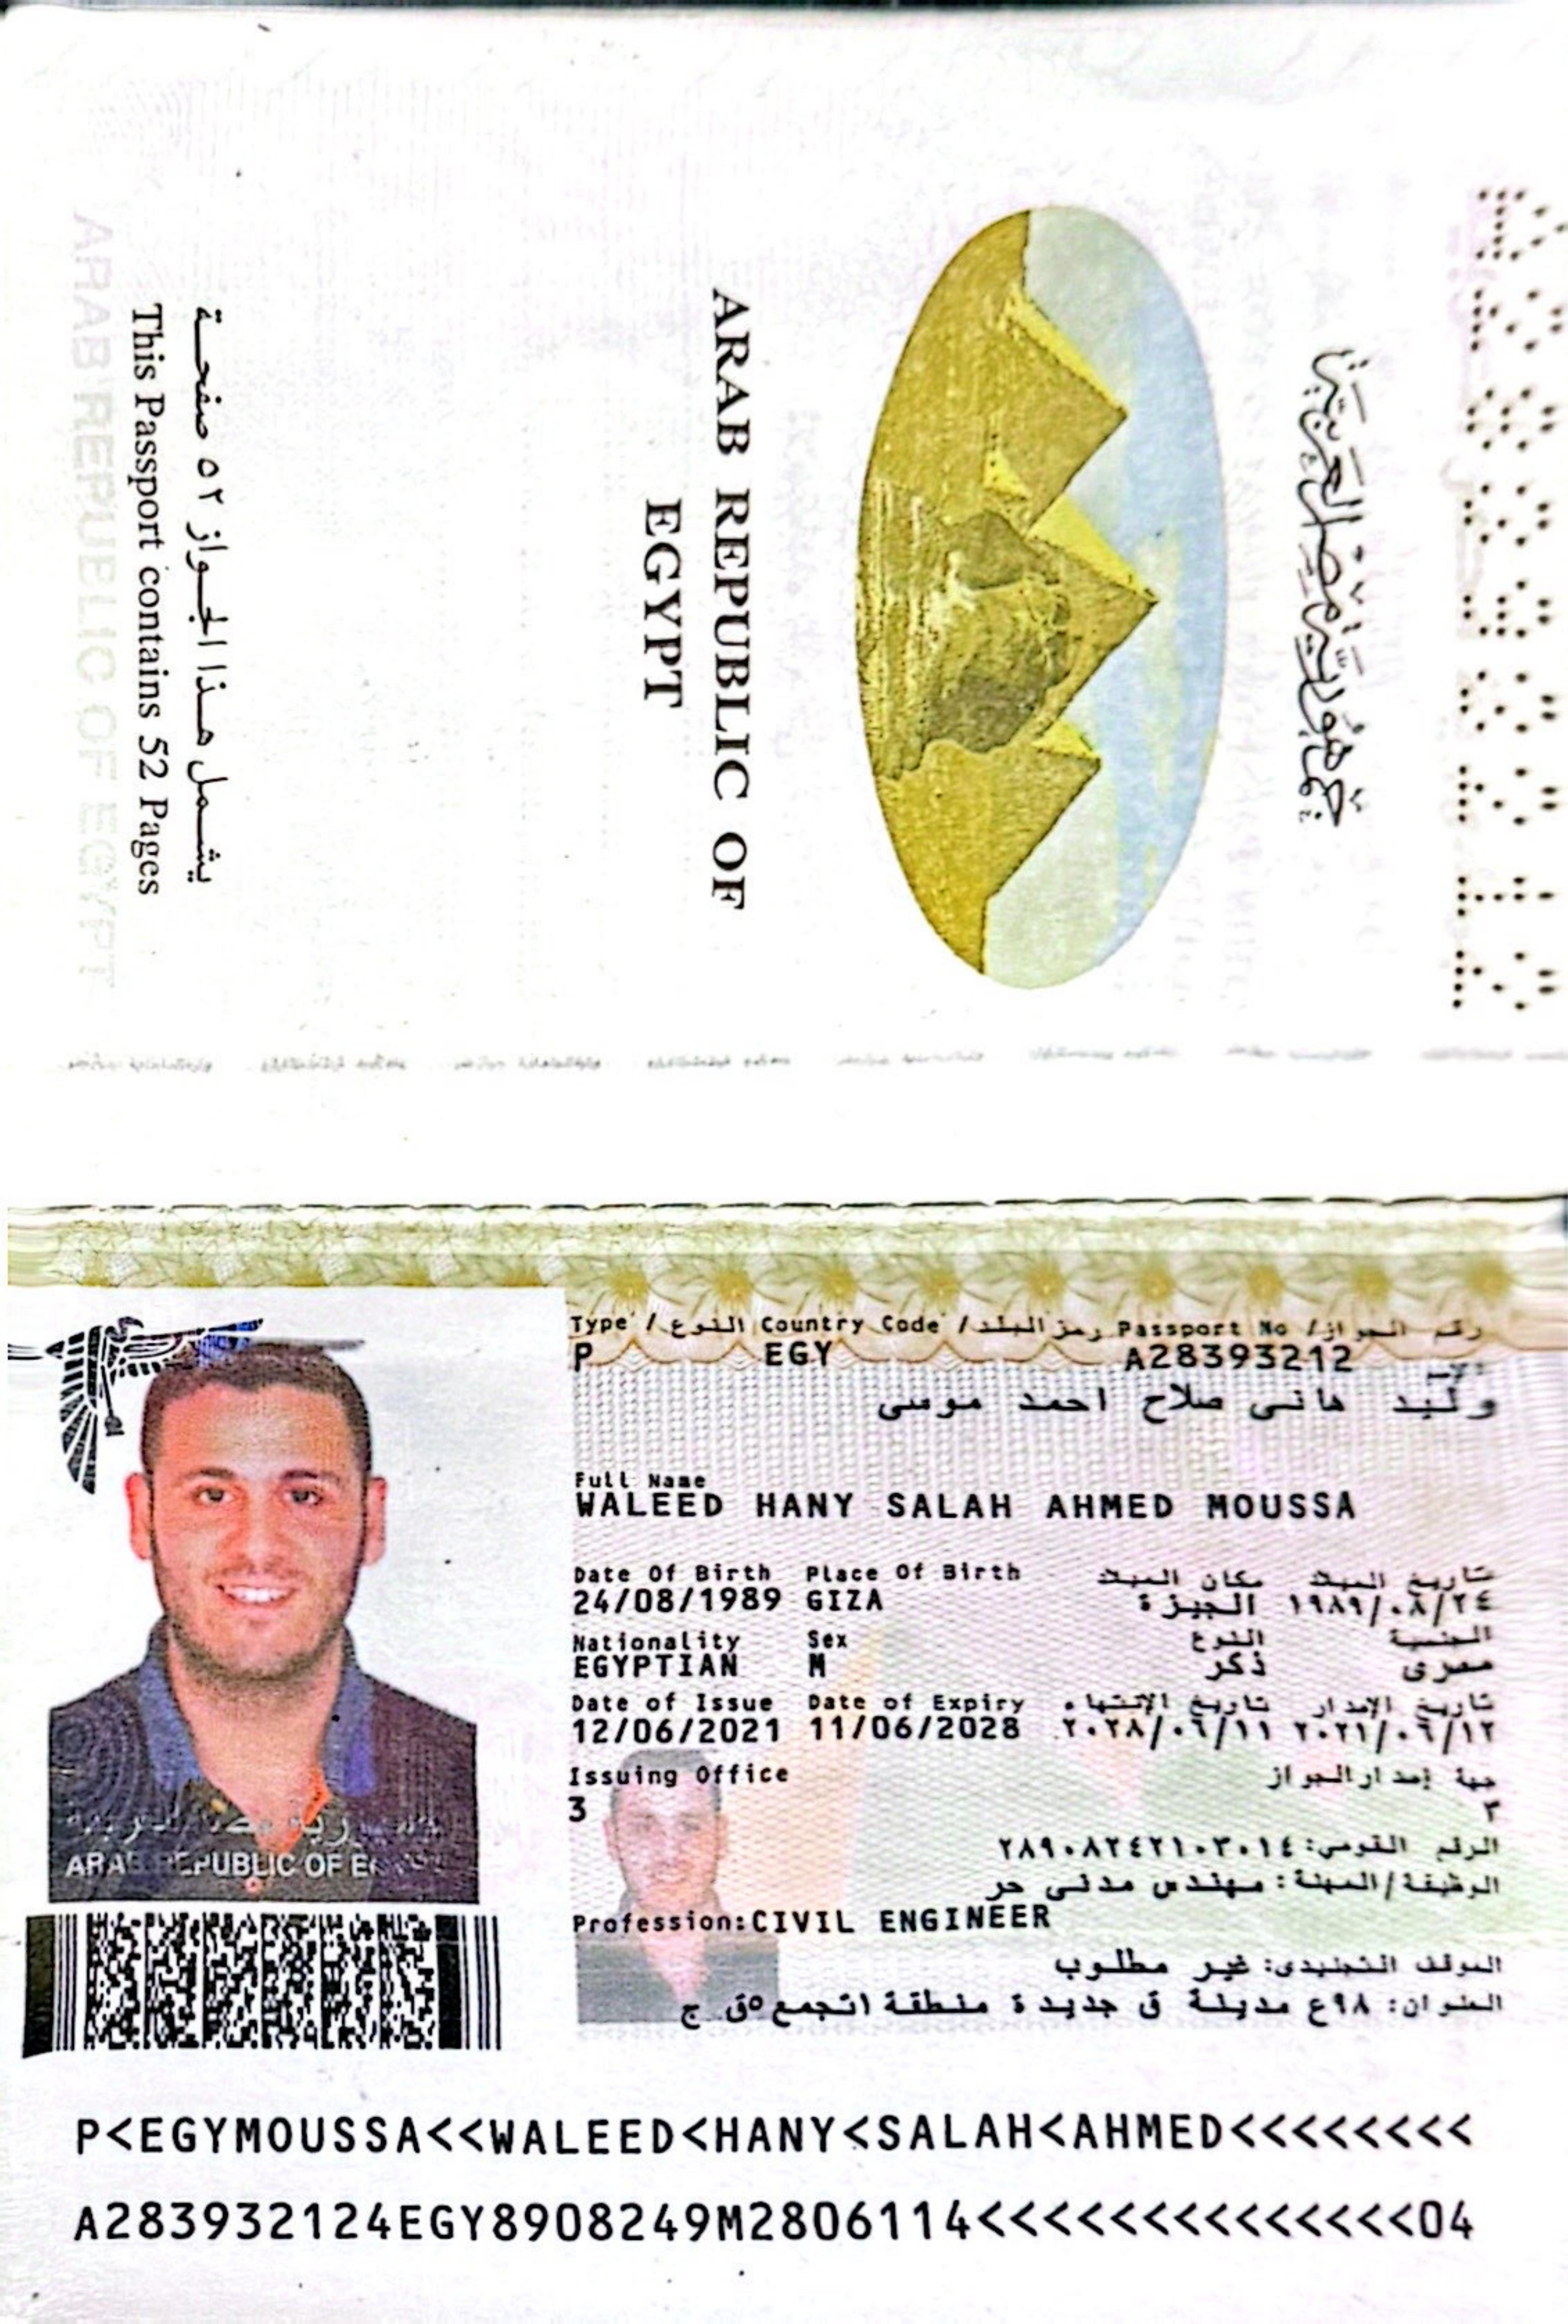 جمهورية مصر العربية
ARAB REPUBLIC OF
EGYPT
يشمل هذا الجواز ٥٢ صفحة
This Passport contains 52 Pages
ARAB REPUBLIC OF EGYPT
Type / النوع Country Code / رمز البلد Passport No / رقم الجواز
P EGY A28393212
وليد هانى صلاح احمد موسى
Full Name
WALEED HANY SALAH AHMED MOUSSA
Date Of Birth Place Of Birth مكان الميلاد تاريخ الميلاد
24/08/1989 GIZA الجيزة ١٩٨٩/٠٨/٢٤
Nationality Sex النوع الجنسية
EGYPTIAN M ذكر مصرى
Date of Issue Date of Expiry تاريخ الإنتهاء تاريخ الإصدار
12/06/2021 11/06/2028 ٢٠٢٨/٠٦/١١ ٢٠٢١/٠٦/١٢
Issuing Office جهة إصدار الجواز
3 ٣
الرقم القومى: ٢٨٩٠٨٢٤٢١٠٣٠١٤
الوظيفة/المهنة: مهندس مدنى حر
Profession: CIVIL ENGINEER
الموقف التجنيدى: غير مطلوب
العنوان: ٩٨ع مدينة ق جديدة منطقة التجمع ٥ق ج
ARAB REPUBLIC OF
P<EGYMOUSSA<<WALEED<HANY<SALAH<AHMED<<<<<<<<
A283932124EGY8908249M2806114<<<<<<<<<<<<<<04